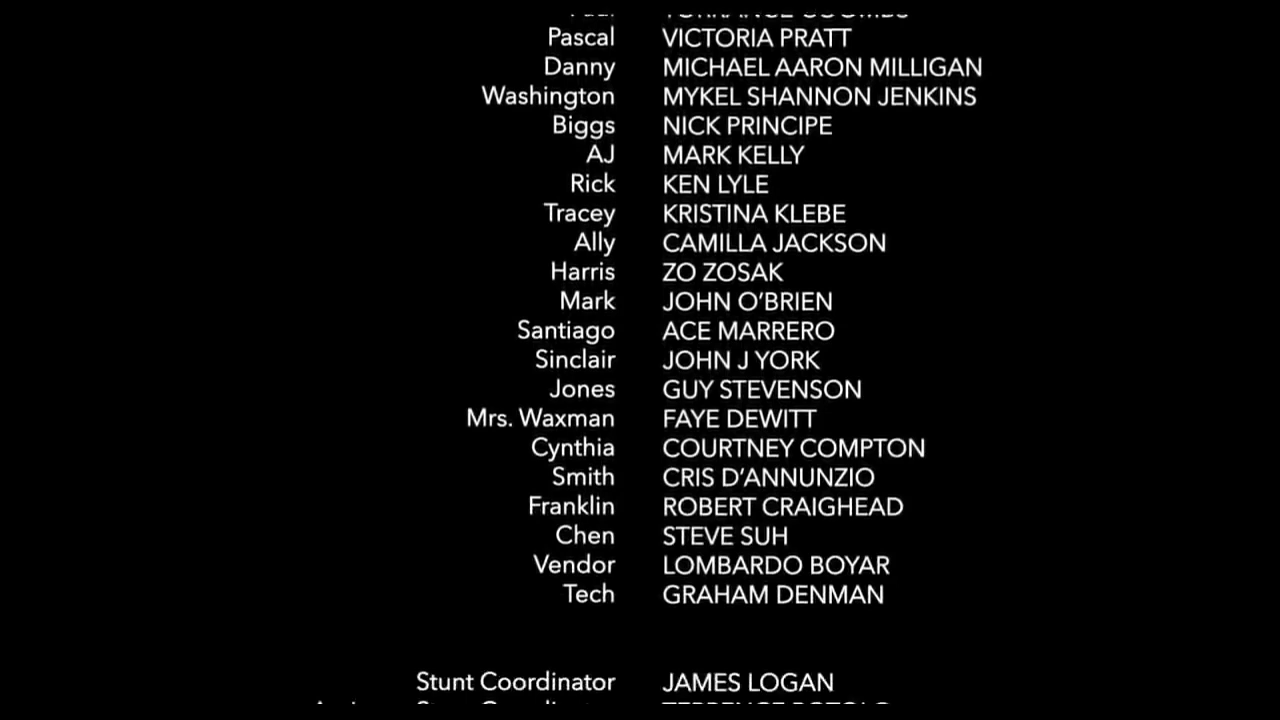 Pascal VICTORIA PRATT
Danny MICHAEL AARON MILLIGAN
Washington MYKEL SHANNON JENKINS
Biggs NICK PRINCIPE
AJ MARK KELLY
Rick KEN LYLE
Tracey KRISTINA KLEBE
Ally CAMILLA JACKSON
Harris ZO ZOSAK
Mark JOHN O’BRIEN
Santiago ACE MARRERO
Sinclair JOHN J YORK
Jones GUY STEVENSON
Mrs. Waxman FAYE DEWITT
Cynthia COURTNEY COMPTON
Smith CRIS D’ANNUNZIO
Franklin ROBERT CRAIGHEAD
Chen STEVE SUH
Vendor LOMBARDO BOYAR
Tech GRAHAM DENMAN
Stunt Coordinator JAMES LOGAN